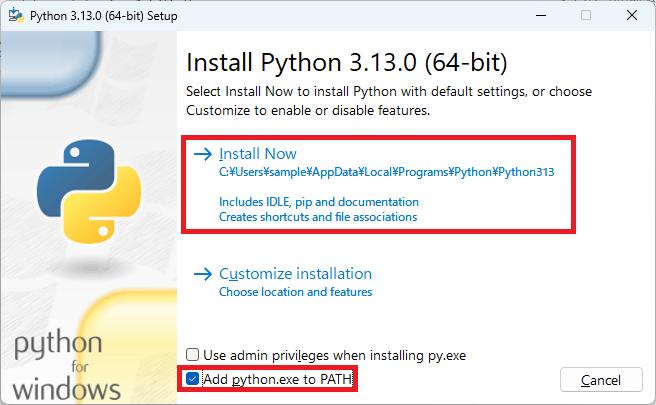 Python 3.13.0 (64-bit) Setup
Install Python 3.13.0 (64-bit)
Select Install Now to install Python with default settings, or choose
Customize to enable or disable features.
Install Now
C:¥Users¥sample¥AppData¥Local¥Programs¥Python¥Python313
Includes IDLE, pip and documentation
Creates shortcuts and file associations
Customize installation
Choose location and features
Use admin privileges when installing py.exe
Add python.exe to PATH
Cancel
python
for
windows